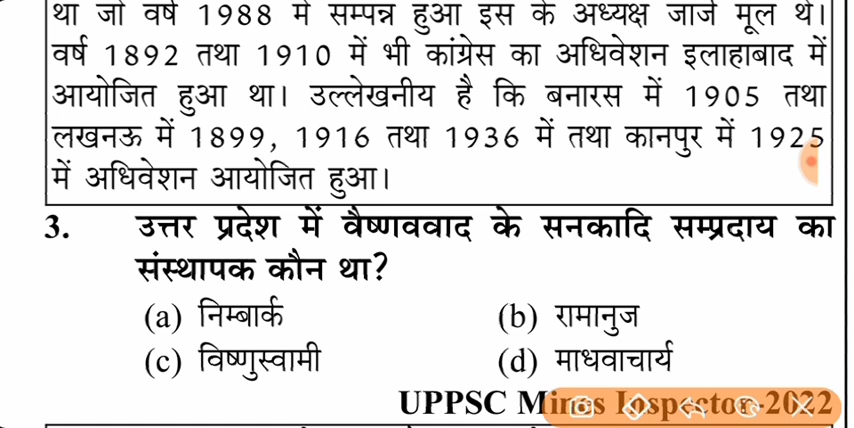 था जो वर्ष 1988 में सम्पन्न हुआ इस के अध्यक्ष जार्ज मूल थे।
वर्ष 1892 तथा 1910 में भी कांग्रेस का अधिवेशन इलाहाबाद में
आयोजित हुआ था। उल्लेखनीय है कि बनारस में 1905 तथा
लखनऊ में 1899, 1916 तथा 1936 में तथा कानपुर में 1925
में अधिवेशन आयोजित हुआ।
3. उत्तर प्रदेश में वैष्णववाद के सनकादि सम्प्रदाय का
संस्थापक कौन था?
(a) निम्बार्क (b) रामानुज
(c) विष्णुस्वामी (d) माधवाचार्य
UPPSC Mines Inspector-2022